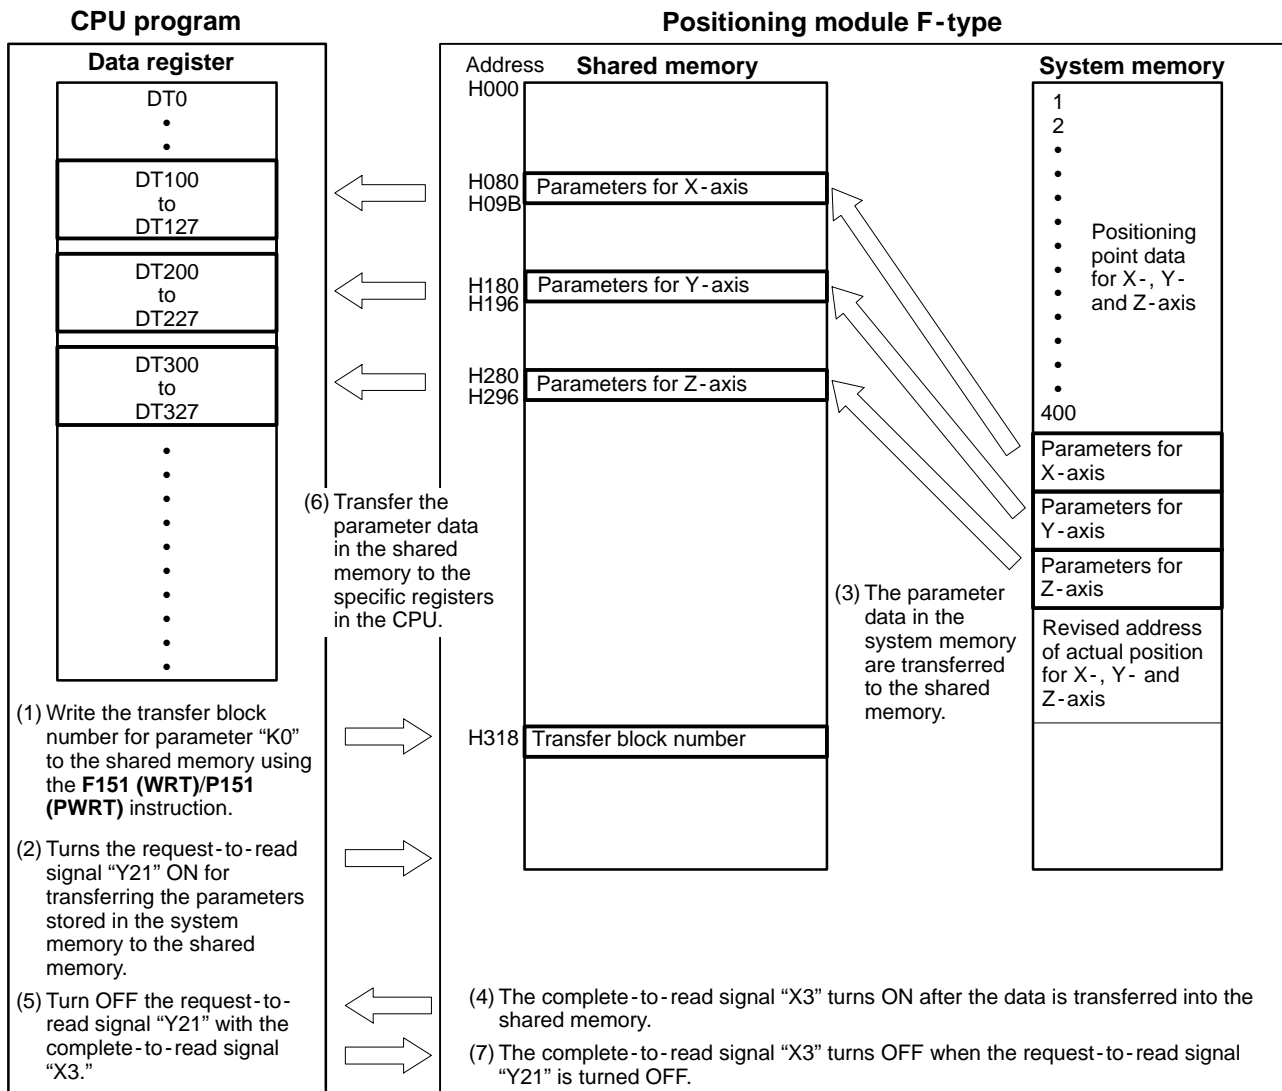 CPU program
Positioning module F-type
Data register
Address
Shared memory
System memory
DT0
•
•
DT100
to
DT127
DT200
to
DT227
DT300
to
DT327
•
•
•
•
•
•
•
•
•
•
H000
H080
H09B
Parameters for X-axis
H180
H196
Parameters for Y-axis
H280
H296
Parameters for Z-axis
H318
Transfer block number
1
2
•
•
•
•
•
•
•
•
•
•
•
400
Positioning
point data
for X-, Y-
and Z-axis
Parameters for
X-axis
Parameters for
Y-axis
Parameters for
Z-axis
Revised address
of actual position
for X-, Y- and
Z-axis
(6) Transfer the
parameter data
in the shared
memory to the
specific registers
in the CPU.
(3) The parameter
data in the
system memory
are transferred
to the shared
memory.
(1) Write the transfer block
number for parameter “K0”
to the shared memory using
the F151 (WRT)/P151
(PWRT) instruction.
(2) Turns the request-to-read
signal “Y21” ON for
transferring the parameters
stored in the system
memory to the shared
memory.
(5) Turn OFF the request-to-
read signal “Y21” with the
complete-to-read signal
“X3.”
(4) The complete-to-read signal “X3” turns ON after the data is transferred into the
shared memory.
(7) The complete-to-read signal “X3” turns OFF when the request-to-read signal
“Y21” is turned OFF.